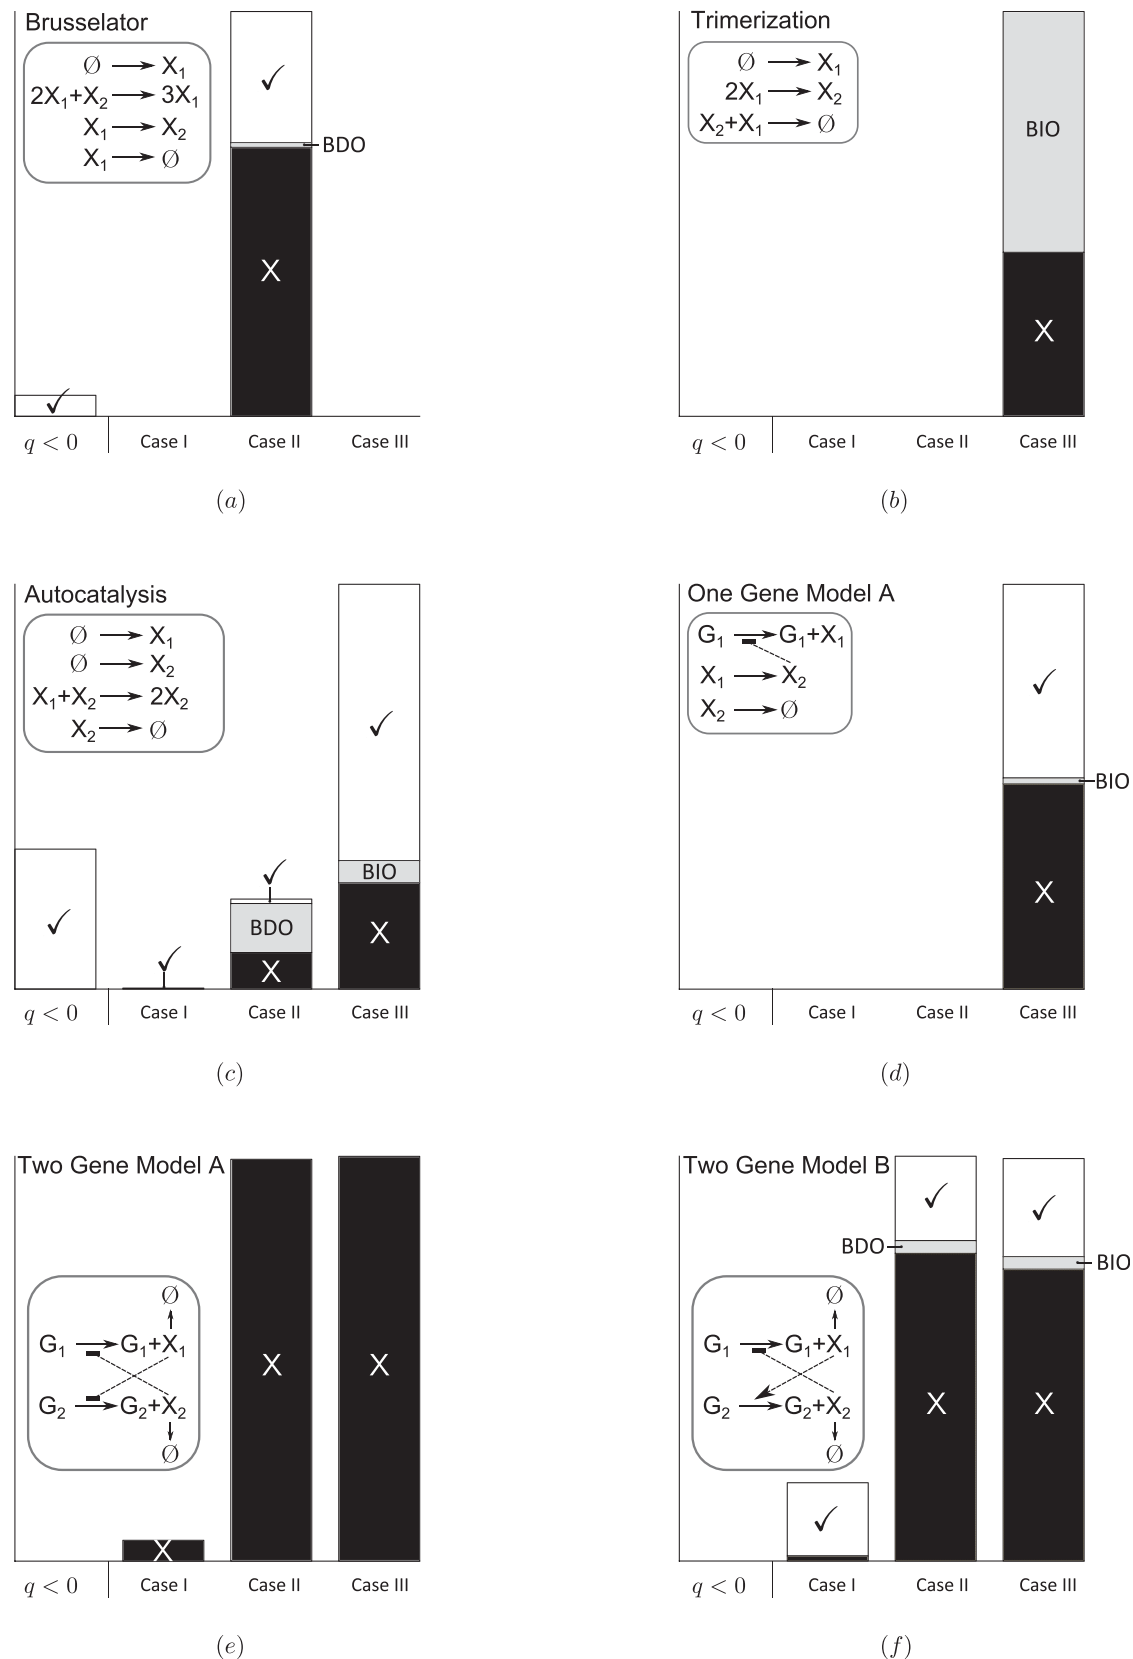 Brusselator
∅ → X₁
2X₁+X₂ → 3X₁
X₁ → X₂
X₁ → ∅
✓
BDO
X
✓
q < 0 Case I Case II Case III
(a)
Trimerization
∅ → X₁
2X₁ → X₂
X₂+X₁ → ∅
BIO
X
q < 0 Case I Case II Case III
(b)
Autocatalysis
∅ → X₁
∅ → X₂
X₁+X₂ → 2X₂
X₂ → ∅
✓
✓
BIO
✓
BDO
X
✓
X
q < 0 Case I Case II Case III
(c)
One Gene Model A
G₁ → G₁+X₁
X₁ → X₂
X₂ → ∅
✓
BIO
X
q < 0 Case I Case II Case III
(d)
Two Gene Model A
∅
G₁ → G₁+X₁
G₂ → G₂+X₂
∅
X
X
X
q < 0 Case I Case II Case III
(e)
Two Gene Model B
✓
✓
BDO
BIO
∅
G₁ → G₁+X₁
G₂ → G₂+X₂
∅
X
X
✓
q < 0 Case I Case II Case III
(f)